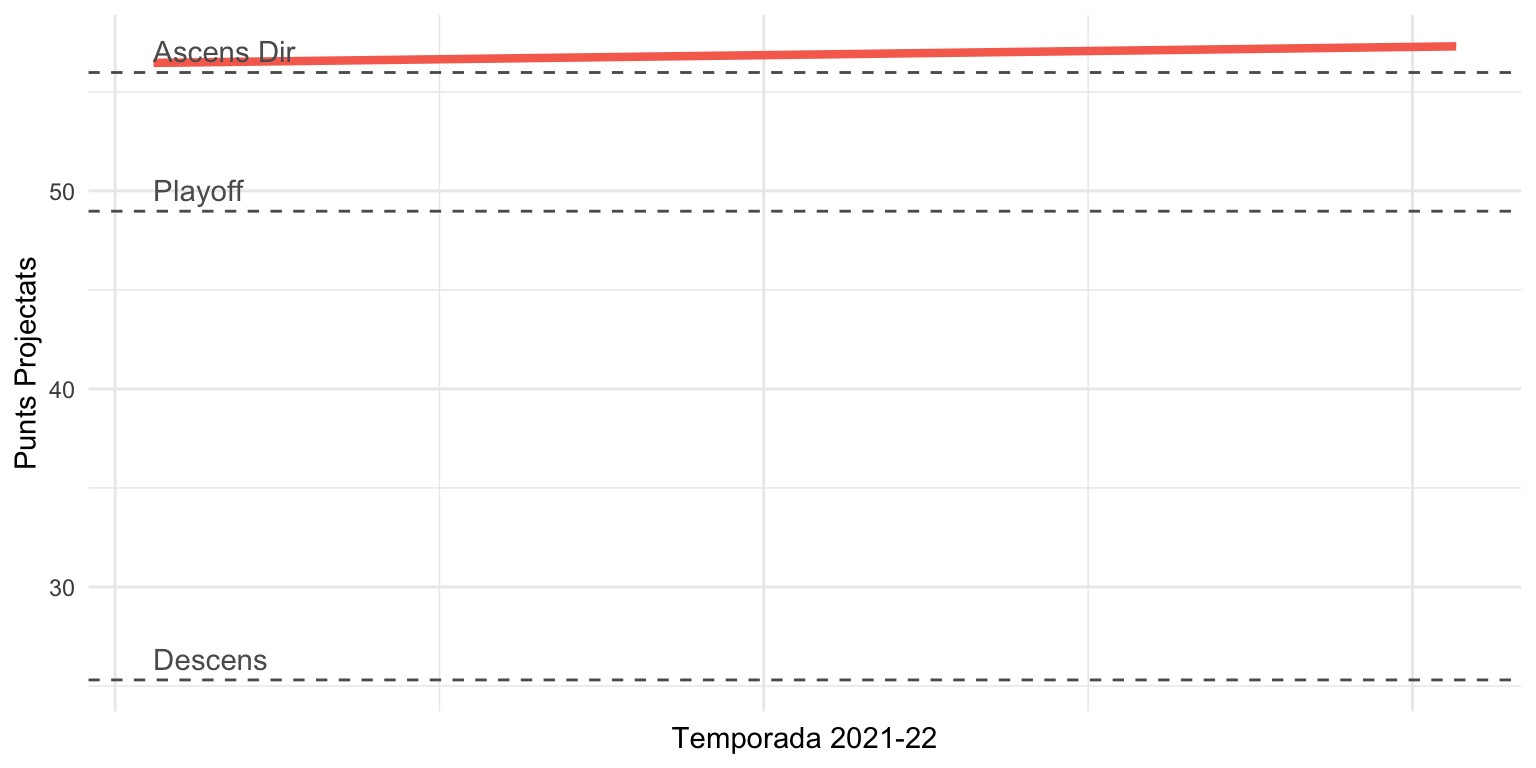 Ascens Dir
Playoff
Descens
50
40
30
Punts Projectats
Temporada 2021-22